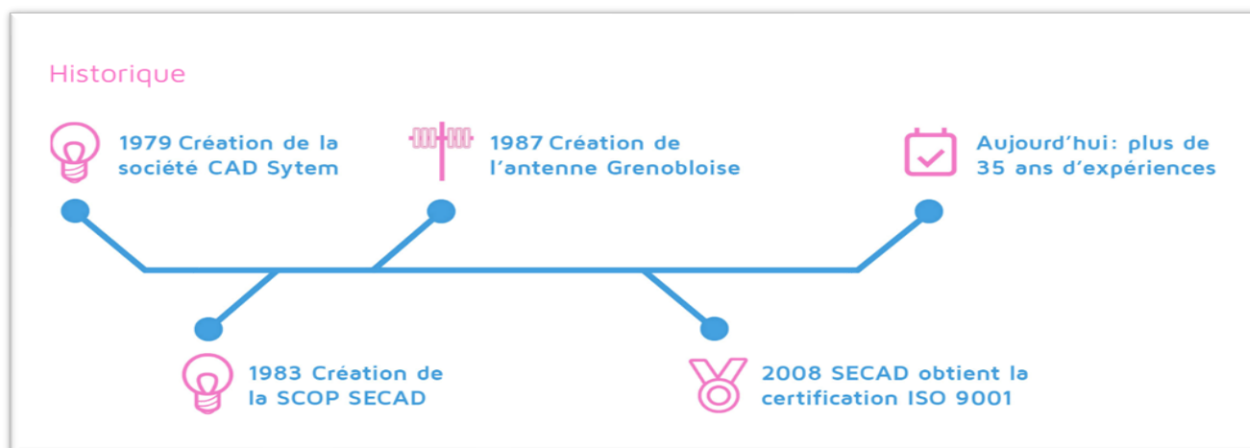 Historique
1979 Création de la
société CAD Sytem
1987 Création de
l'antenne Grenobloise
Aujourd'hui: plus de
35 ans d'expériences
1983 Création de
la SCOP SECAD
2008 SECAD obtient la
certification ISO 9001